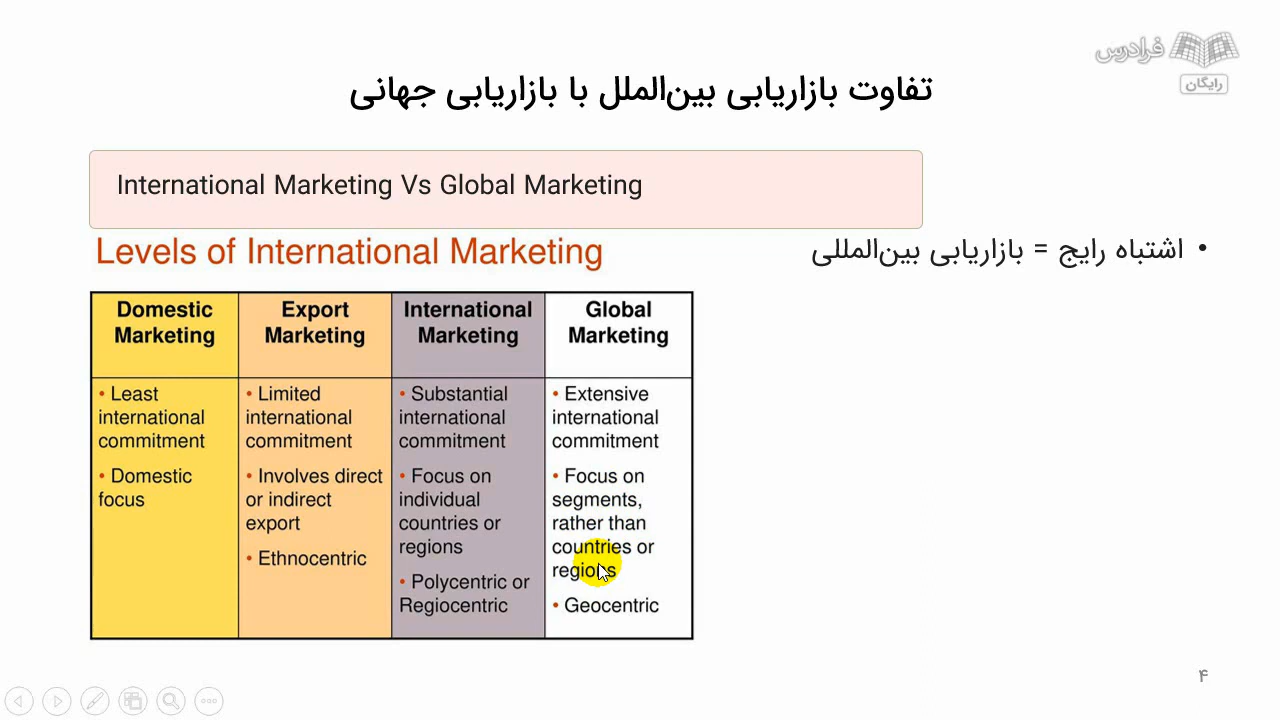 فرادرس
رایگان
تفاوت بازاریابی بین‌الملل با بازاریابی جهانی
International Marketing Vs Global Marketing
• اشتباه رایج = بازاریابی بین‌المللی
Levels of International Marketing
Domestic
Marketing
• Least
international
commitment
• Domestic
focus
Export
Marketing
• Limited
international
commitment
• Involves direct
or indirect
export
• Ethnocentric
International
Marketing
• Substantial
international
commitment
• Focus on
individual
countries or
regions
• Polycentric or
Regiocentric
Global
Marketing
• Extensive
international
commitment
• Focus on
segments,
rather than
countries or
regions
• Geocentric
۴